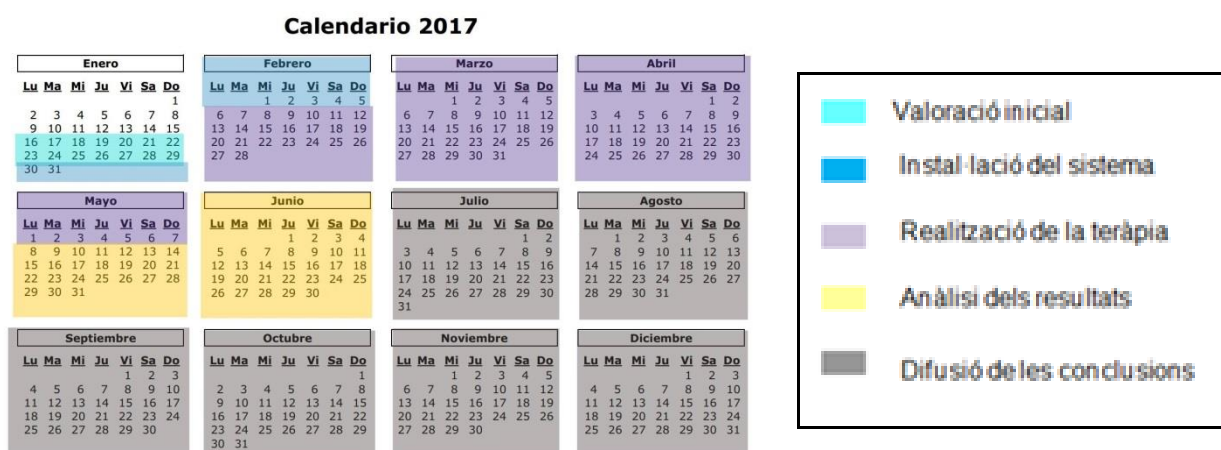 Calendario 2017
Enero Febrero Marzo Abril
Lu Ma Mi Ju Vi Sa Do Lu Ma Mi Ju Vi Sa Do Lu Ma Mi Ju Vi Sa Do Lu Ma Mi Ju Vi Sa Do
1 1 2 3 4 5 1 2 3 4 5 1 2
2 3 4 5 6 7 8 6 7 8 9 10 11 12 6 7 8 9 10 11 12 3 4 5 6 7 8 9
9 10 11 12 13 14 15 13 14 15 16 17 18 19 13 14 15 16 17 18 19 10 11 12 13 14 15 16
16 17 18 19 20 21 22 20 21 22 23 24 25 26 20 21 22 23 24 25 26 17 18 19 20 21 22 23
23 24 25 26 27 28 29 27 28 27 28 29 30 31 24 25 26 27 28 29 30
30 31
Mayo Junio Julio Agosto
Lu Ma Mi Ju Vi Sa Do Lu Ma Mi Ju Vi Sa Do Lu Ma Mi Ju Vi Sa Do Lu Ma Mi Ju Vi Sa Do
1 2 3 4 5 6 7 1 2 3 4 1 2 1 2 3 4 5 6
8 9 10 11 12 13 14 5 6 7 8 9 10 11 3 4 5 6 7 8 9 7 8 9 10 11 12 13
15 16 17 18 19 20 21 12 13 14 15 16 17 18 10 11 12 13 14 15 16 14 15 16 17 18 19 20
22 23 24 25 26 27 28 19 20 21 22 23 24 25 17 18 19 20 21 22 23 21 22 23 24 25 26 27
29 30 31 26 27 28 29 30 24 25 26 27 28 29 30 28 29 30 31
31
Septiembre Octubre Noviembre Diciembre
Lu Ma Mi Ju Vi Sa Do Lu Ma Mi Ju Vi Sa Do Lu Ma Mi Ju Vi Sa Do Lu Ma Mi Ju Vi Sa Do
1 2 3 1 1 2 3 4 5 1 2 3
4 5 6 7 8 9 10 2 3 4 5 6 7 8 6 7 8 9 10 11 12 4 5 6 7 8 9 10
11 12 13 14 15 16 17 9 10 11 12 13 14 15 13 14 15 16 17 18 19 11 12 13 14 15 16 17
18 19 20 21 22 23 24 16 17 18 19 20 21 22 20 21 22 23 24 25 26 18 19 20 21 22 23 24
25 26 27 28 29 30 23 24 25 26 27 28 29 27 28 29 30 25 26 27 28 29 30 31
30 31
Valoració inicial
Instal·lació del sistema
Realització de la teràpia
Anàlisi dels resultats
Difusió de les conclusions